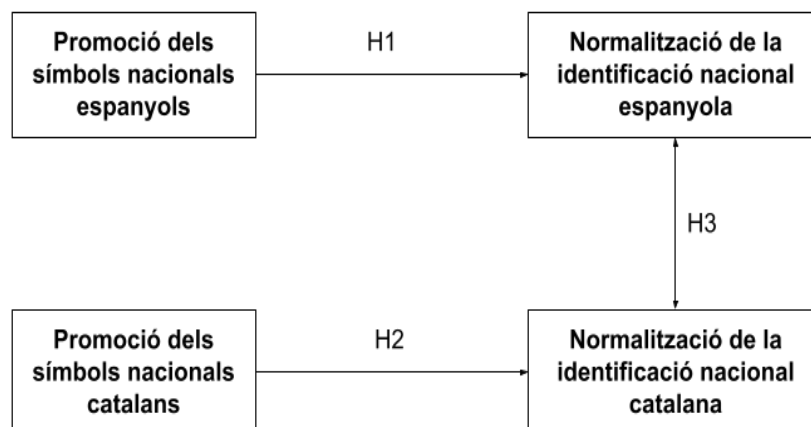 Promoció dels
símbols nacionals
espanyols
H1
Normalització de la
identificació nacional
espanyola
H3
Promoció dels
símbols nacionals
catalans
H2
Normalització de la
identificació nacional
catalana